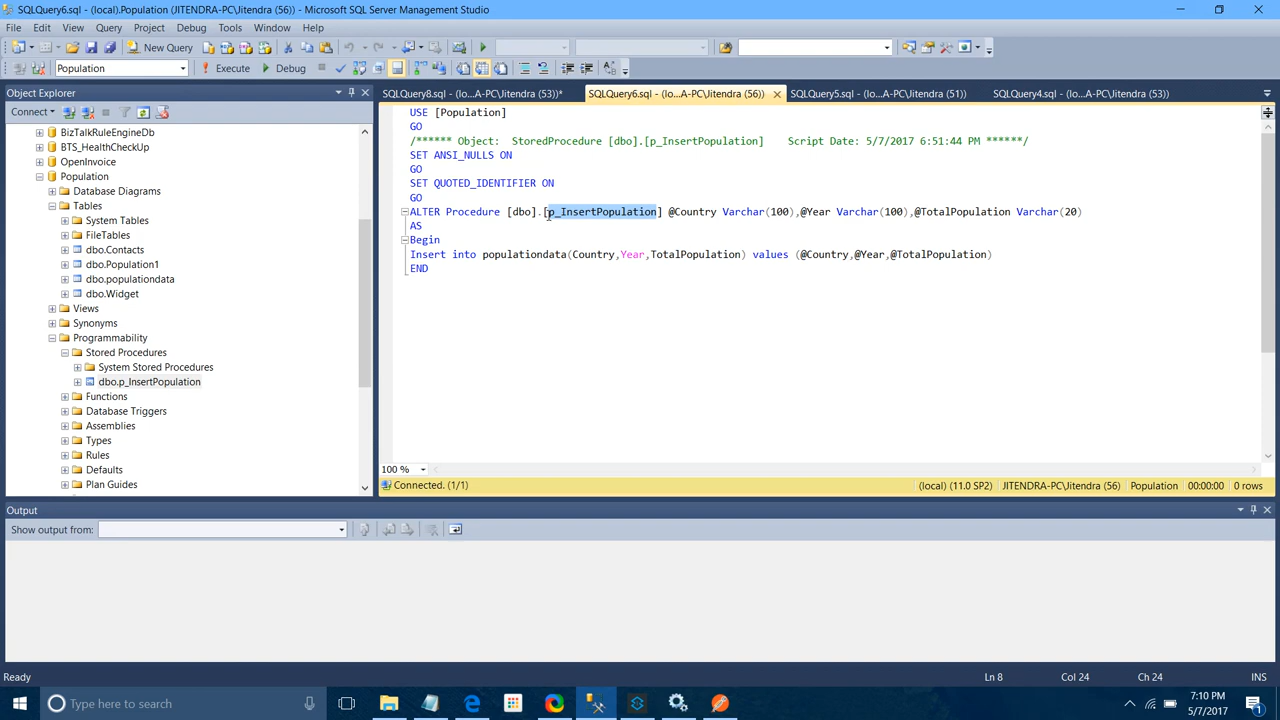 SQLQuery6.sql - (local).Population (JITENDRA-PC\Jitendra (56)) - Microsoft SQL Server Management Studio
File Edit View Query Project Debug Tools Window Help
New Query
Population Execute Debug
Object Explorer
Connect
BizTalkRuleEngineDb
BTS_HealthCheckUp
OpenInvoice
Population
Database Diagrams
Tables
System Tables
FileTables
dbo.Contacts
dbo.Population1
dbo.populationdata
dbo.Widget
Views
Synonyms
Programmability
Stored Procedures
System Stored Procedures
dbo.p_InsertPopulation
Functions
Database Triggers
Assemblies
Types
Rules
Defaults
Plan Guides
SQLQuery8.sql - (lo...A-PC\Jitendra (53))* SQLQuery6.sql - (lo...A-PC\Jitendra (56)) SQLQuery5.sql - (lo...A-PC\Jitendra (51)) SQLQuery4.sql - (lo...A-PC\Jitendra (53))
USE [Population]
GO
/****** Object: StoredProcedure [dbo].[p_InsertPopulation] Script Date: 5/7/2017 6:51:44 PM ******/
SET ANSI_NULLS ON
GO
SET QUOTED_IDENTIFIER ON
GO
ALTER Procedure [dbo].[p_InsertPopulation] @Country Varchar(100),@Year Varchar(100),@TotalPopulation Varchar(20)
AS
Begin
Insert into populationdata(Country,Year,TotalPopulation) values (@Country,@Year,@TotalPopulation)
END
100 %
Connected. (1/1) (local) (11.0 SP2) JITENDRA-PC\Jitendra (56) Population 00:00:00 0 rows
Output
Show output from:
Ready Ln 8 Col 24 Ch 24 INS
Type here to search
7:10 PM
5/7/2017
1